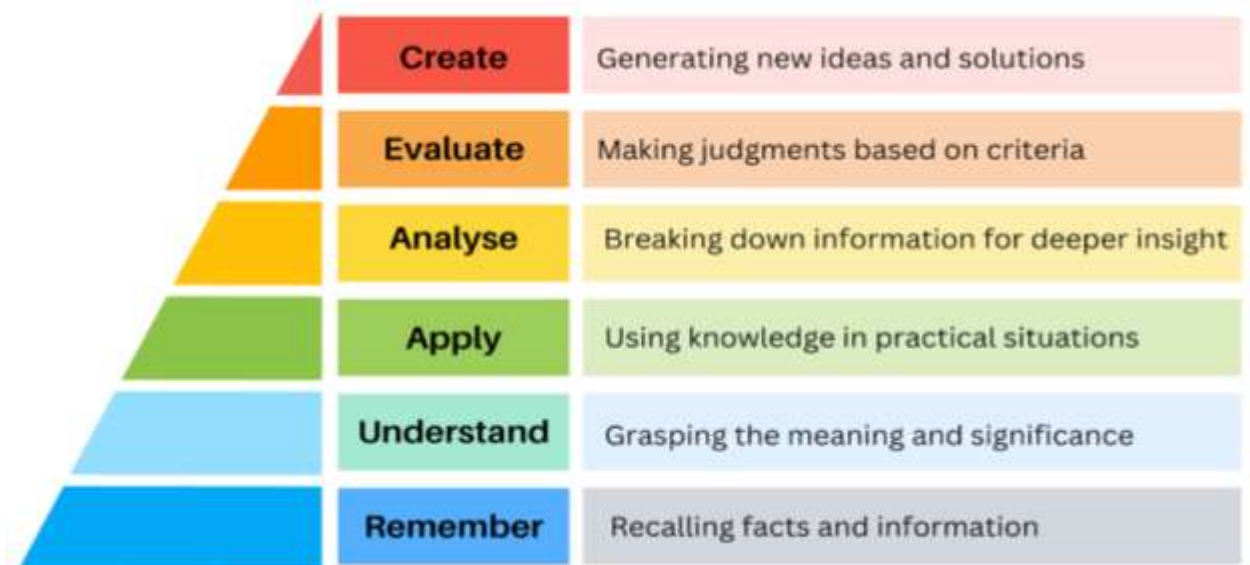 Create
Generating new ideas and solutions
Evaluate
Making judgments based on criteria
Analyse
Breaking down information for deeper insight
Apply
Using knowledge in practical situations
Understand
Grasping the meaning and significance
Remember
Recalling facts and information